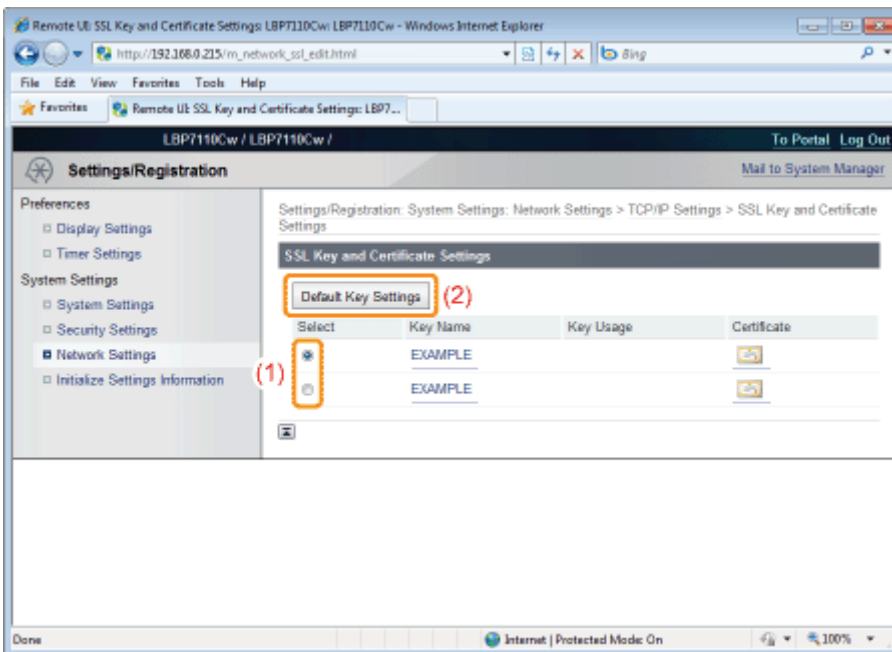 Remote UI: SSL Key and Certificate Settings: LBP7110Cw: LBP7110Cw - Windows Internet Explorer
http://192.168.0.215/m_network_ssl_edit.html
Bing
File Edit View Favorites Tools Help
Favorites
Remote UI: SSL Key and Certificate Settings: LBP7...
LBP7110Cw / LBP7110Cw /
To Portal Log Out
Settings/Registration
Mail to System Manager
Preferences
Display Settings
Timer Settings
System Settings
System Settings
Security Settings
Network Settings
Initialize Settings Information
Settings/Registration: System Settings: Network Settings > TCP/IP Settings > SSL Key and Certificate
Settings
SSL Key and Certificate Settings
Default Key Settings
(2)
Select Key Name Key Usage Certificate
(1)
EXAMPLE
EXAMPLE
Done
Internet | Protected Mode: On
100%